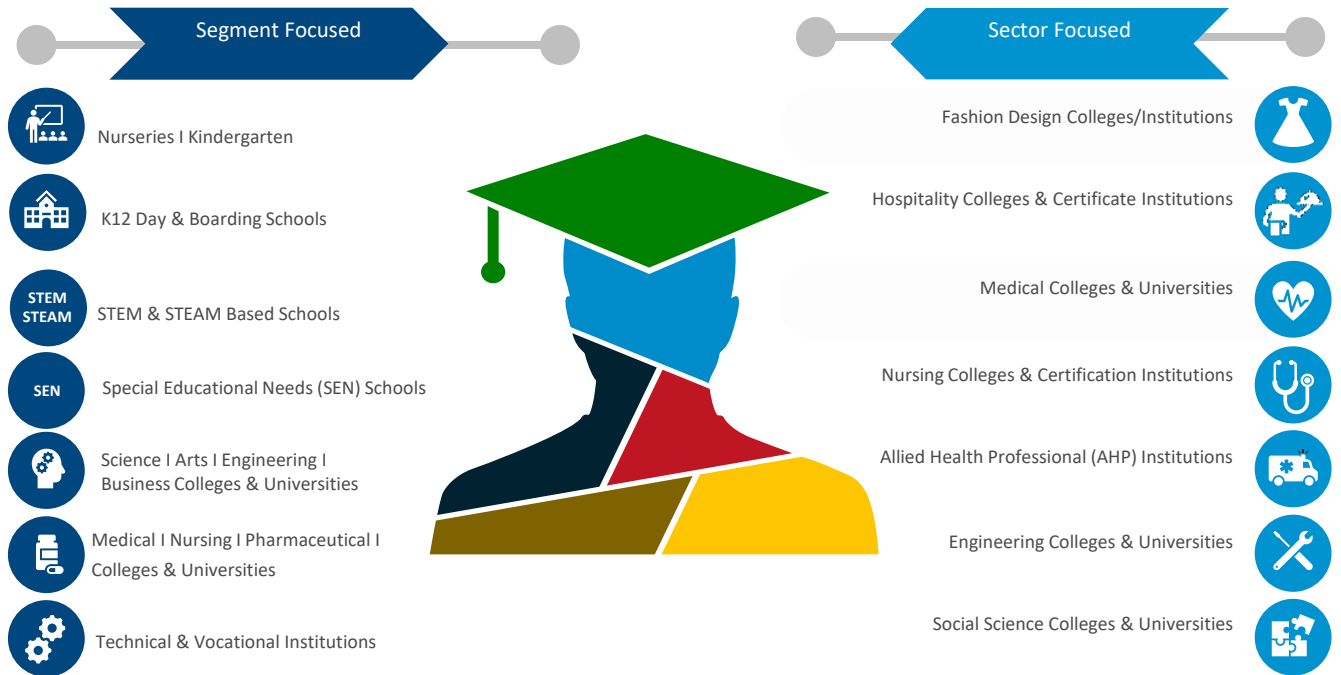 Segment Focused
Nurseries I Kindergarten
K12 Day & Boarding Schools
STEM
STEAM
STEM & STEAM Based Schools
SEN
Special Educational Needs (SEN) Schools
Science I Arts I Engineering I
Business Colleges & Universities
Medical I Nursing I Pharmaceutical I
Colleges & Universities
Technical & Vocational Institutions
Sector Focused
Fashion Design Colleges/Institutions
Hospitality Colleges & Certificate Institutions
Medical Colleges & Universities
Nursing Colleges & Certification Institutions
Allied Health Professional (AHP) Institutions
Engineering Colleges & Universities
Social Science Colleges & Universities